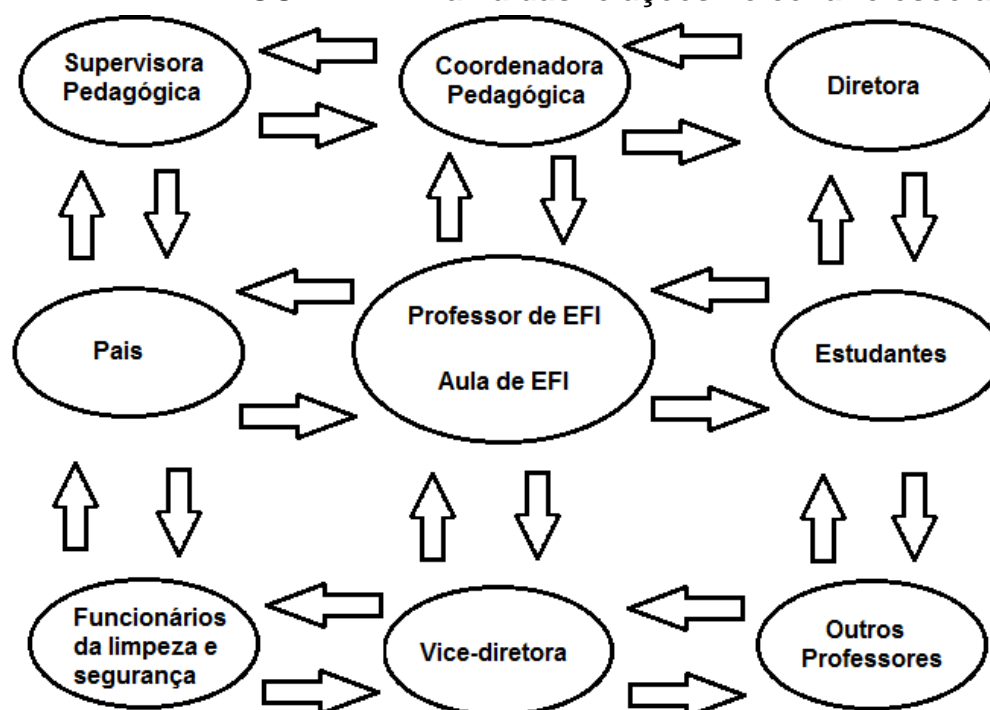 Supervisora
Pedagógica
Coordenadora
Pedagógica
Diretora
Pais
Professor de EFI
Aula de EFI
Estudantes
Funcionários
da limpeza e
segurança
Vice-diretora
Outros
Professores